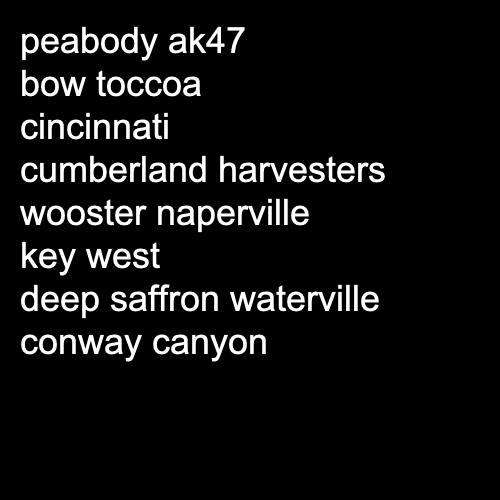 peabody ak47
bow toccoa
cincinnati
cumberland harvesters
wooster naperville
key west
deep saffron waterville
conway canyon